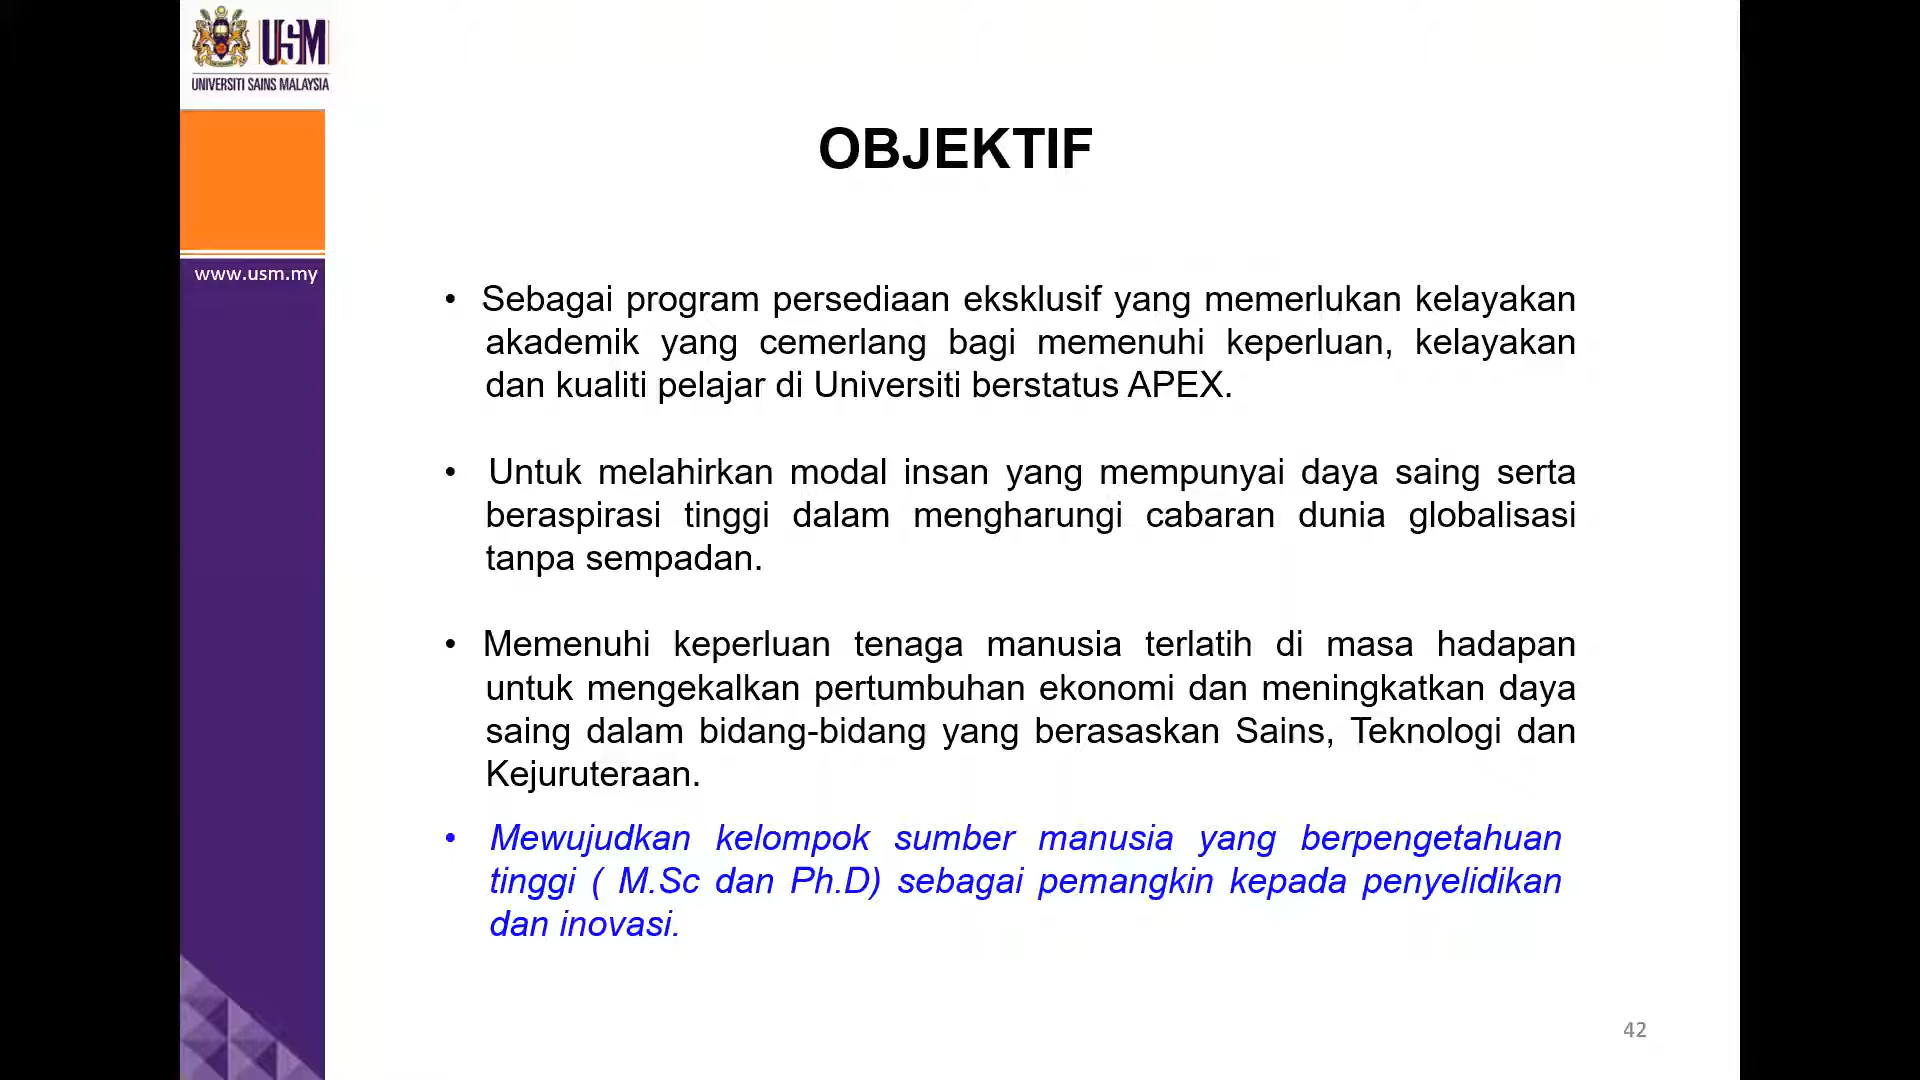 USM
UNIVERSITI SAINS MALAYSIA
www.usm.my
OBJEKTIF
• Sebagai program persediaan eksklusif yang memerlukan kelayakan
akademik yang cemerlang bagi memenuhi keperluan, kelayakan
dan kualiti pelajar di Universiti berstatus APEX.
• Untuk melahirkan modal insan yang mempunyai daya saing serta
beraspirasi tinggi dalam mengharungi cabaran dunia globalisasi
tanpa sempadan.
• Memenuhi keperluan tenaga manusia terlatih di masa hadapan
untuk mengekalkan pertumbuhan ekonomi dan meningkatkan daya
saing dalam bidang-bidang yang berasaskan Sains, Teknologi dan
Kejuruteraan.
• Mewujudkan kelompok sumber manusia yang berpengetahuan
tinggi ( M.Sc dan Ph.D) sebagai pemangkin kepada penyelidikan
dan inovasi.
42